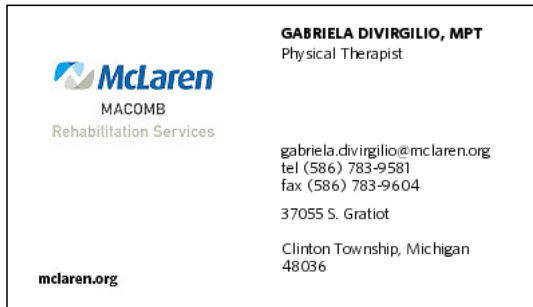 McLaren
MACOMB
Rehabilitation Services
mclaren.org
GABRIELA DIVIRGILIO, MPT
Physical Therapist
gabriela.divirgilio@mclaren.org
tel (586) 783-9581
fax (586) 783-9604
37055 S. Gratiot
Clinton Township, Michigan
48036